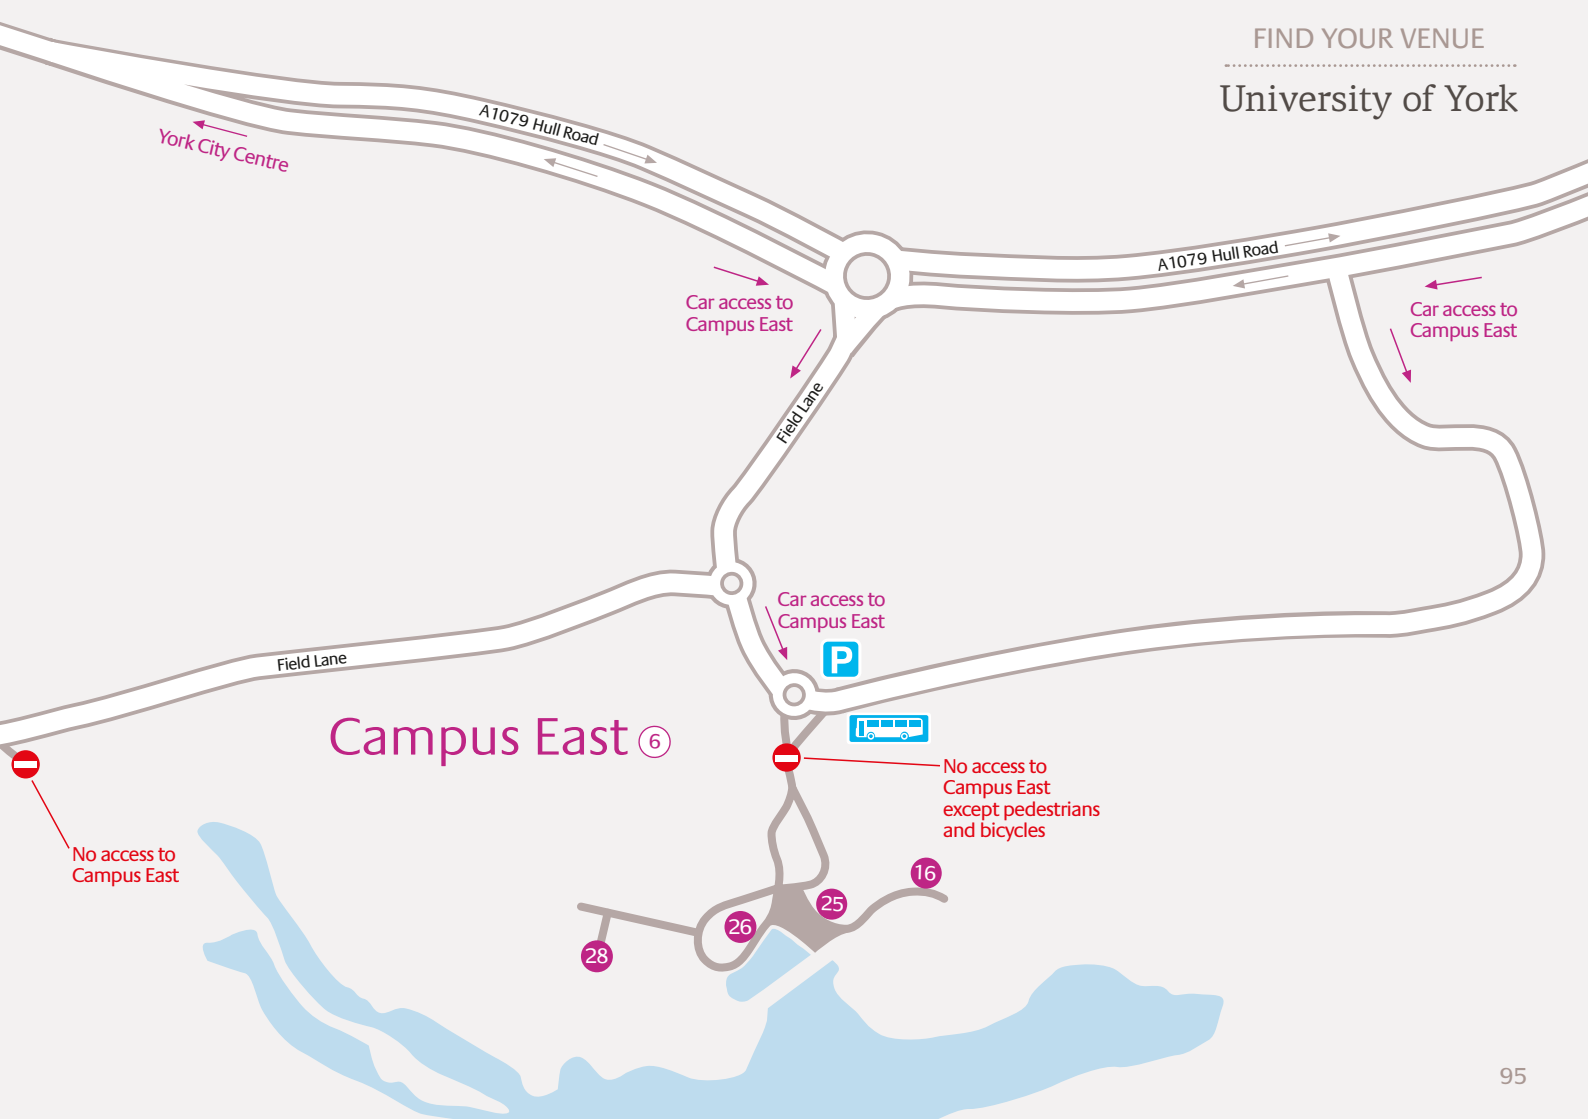 FIND YOUR VENUE
University of York
A1079 Hull Road
York City Centre
A1079 Hull Road
Car access to
Campus East
Car access to
Campus East
Field Lane
Car access to
Campus East
P
Field Lane
Campus East 6
No access to
Campus East
except pedestrians
and bicycles
No access to
Campus East
16
25
26
28
95